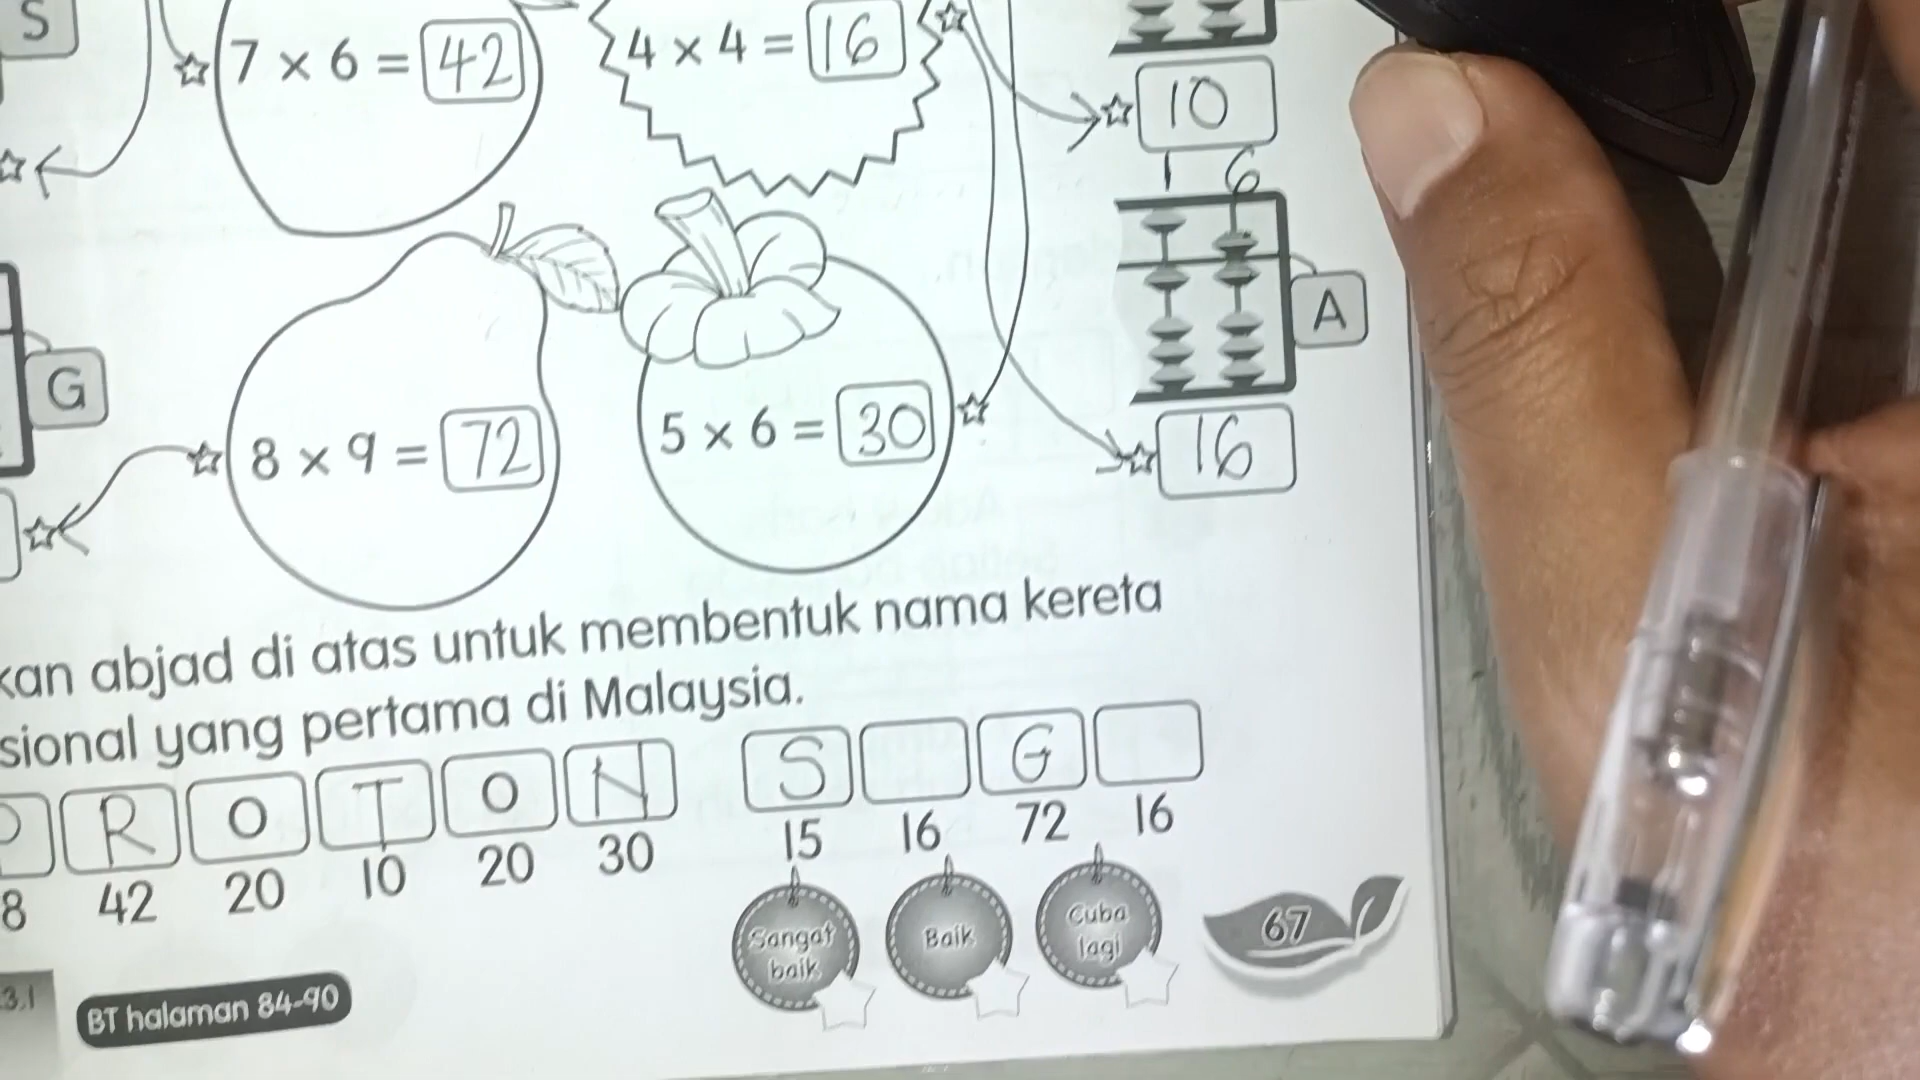 S
7 × 6 = 42
4 × 4 = 16
10
1 6
A
G
8 × 9 = 72
5 × 6 = 30
16
kan abjad di atas untuk membentuk nama kereta
sional yang pertama di Malaysia.
P R O T O N S G
8 42 20 10 20 30 15 16 72 16
Sangat baik
Baik
Cuba lagi
67
3.1
BT halaman 84-90